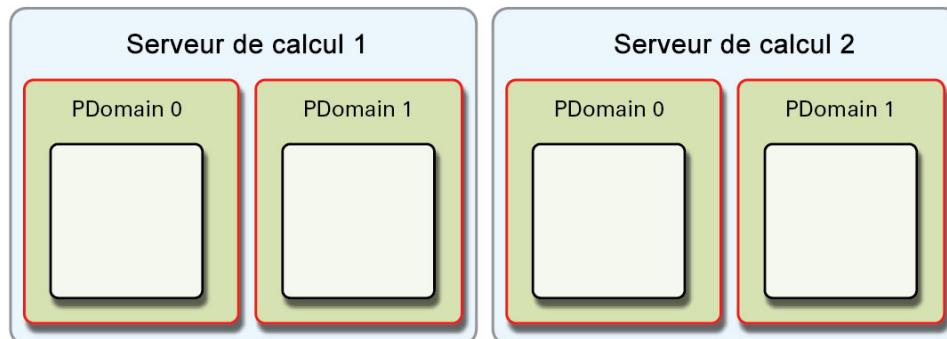 Serveur de calcul 1
PDomain 0
PDomain 1
Serveur de calcul 2
PDomain 0
PDomain 1